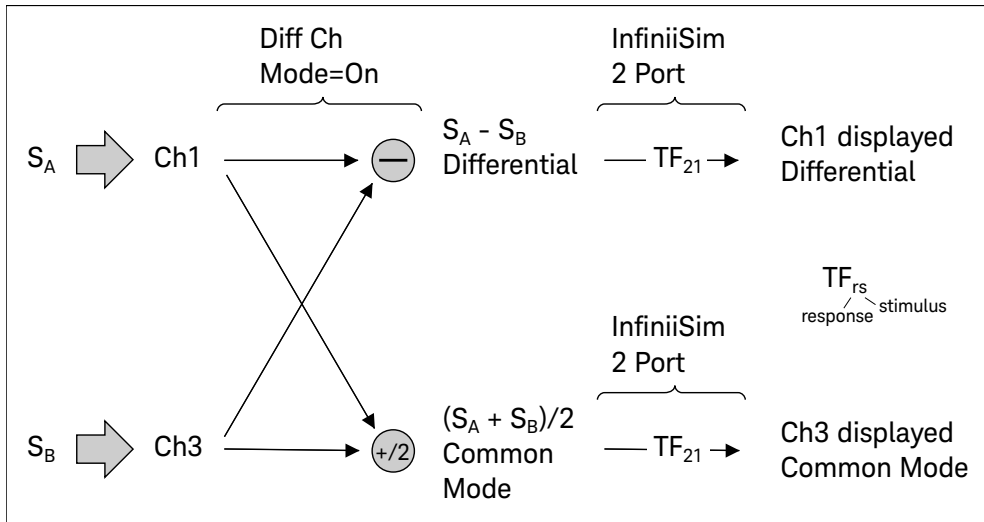 Diff Ch
Mode=On
InfiniiSim
2 Port
S_A
Ch1
—
S_A - S_B
Differential
TF_21
Ch1 displayed
Differential
TF_rs
response
stimulus
InfiniiSim
2 Port
S_B
Ch3
+/2
(S_A + S_B)/2
Common
Mode
TF_21
Ch3 displayed
Common Mode